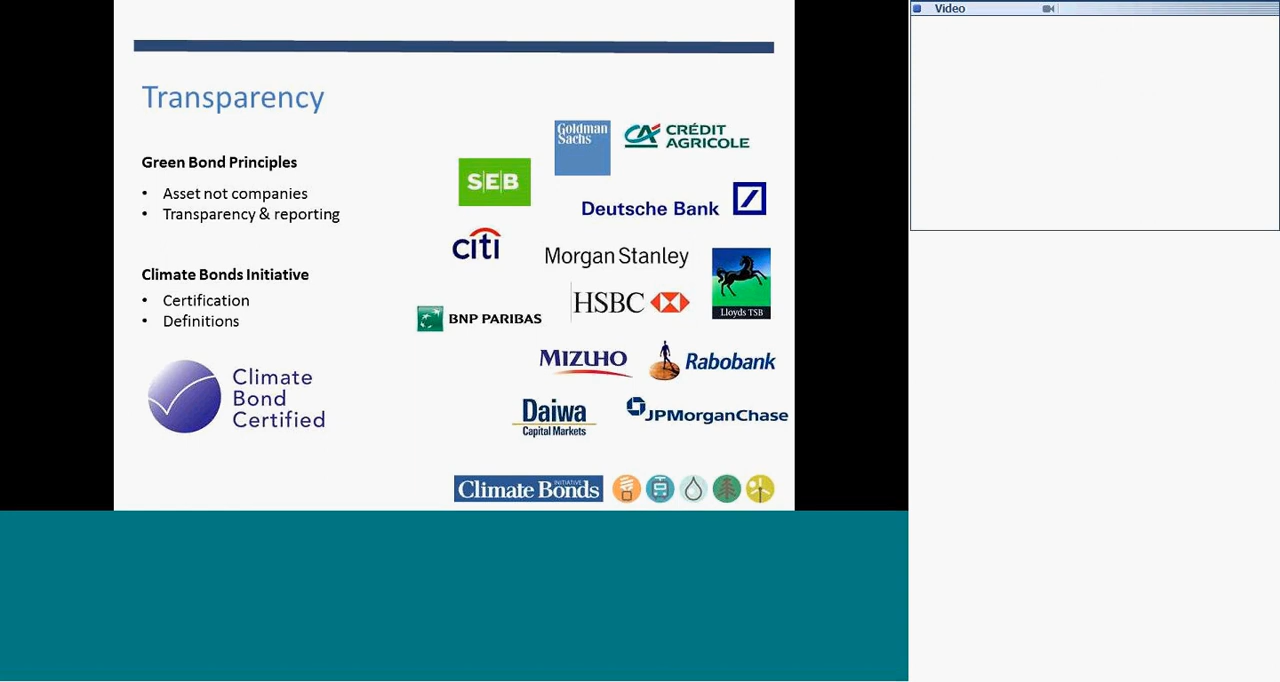 Video
Transparency
Green Bond Principles
• Asset not companies
• Transparency & reporting
Climate Bonds Initiative
• Certification
• Definitions
Climate
Bond
Certified
Goldman
Sachs
CRÉDIT
AGRICOLE
SEB
Deutsche Bank
citi
Morgan Stanley
HSBC
Lloyds TSB
BNP PARIBAS
MIZUHO
Rabobank
Daiwa
Capital Markets
JPMorganChase
INITIATIVE
Climate Bonds